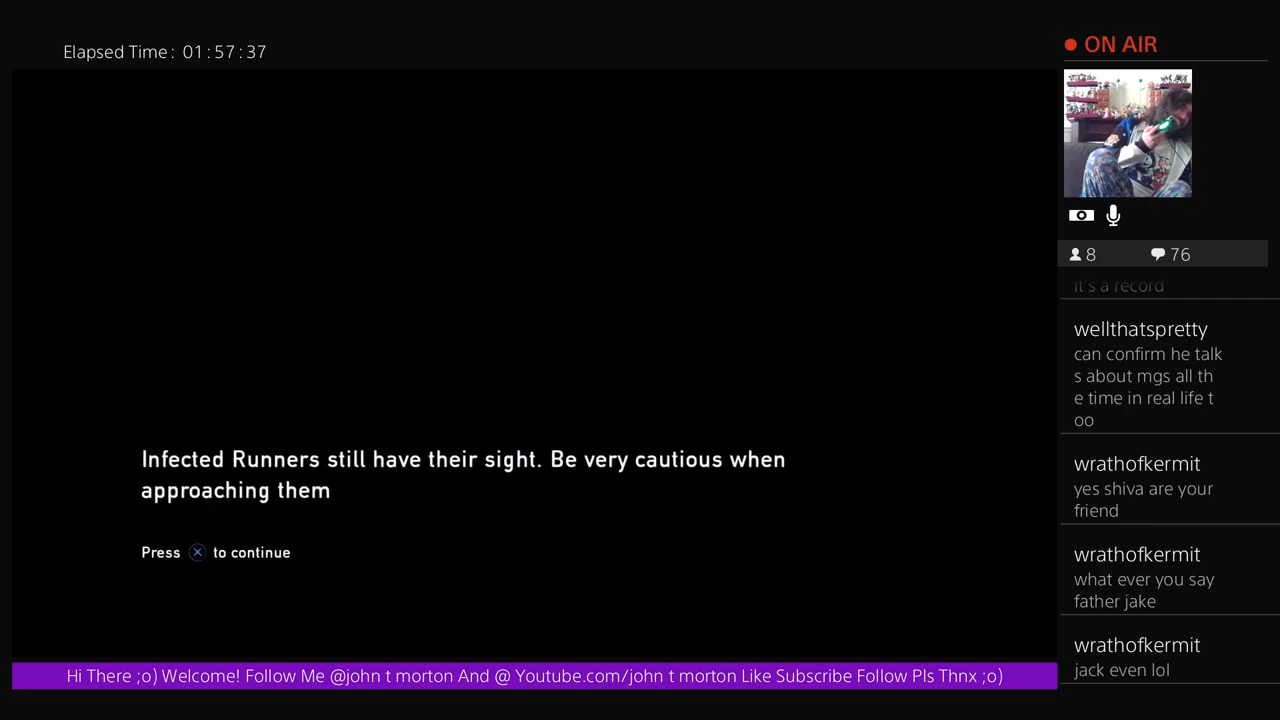 Elapsed Time: 01:57:37
ON AIR
8
76
it's a record
wellthatspretty
can confirm he talk
s about mgs all th
e time in real life t
oo
wrathofkermit
yes shiva are your
friend
wrathofkermit
what ever you say
father jake
wrathofkermit
jack even lol
Infected Runners still have their sight. Be very cautious when
approaching them
Press X to continue
Hi There ;o) Welcome! Follow Me @john t morton And @ Youtube.com/john t morton Like Subscribe Follow Pls Thnx ;o)